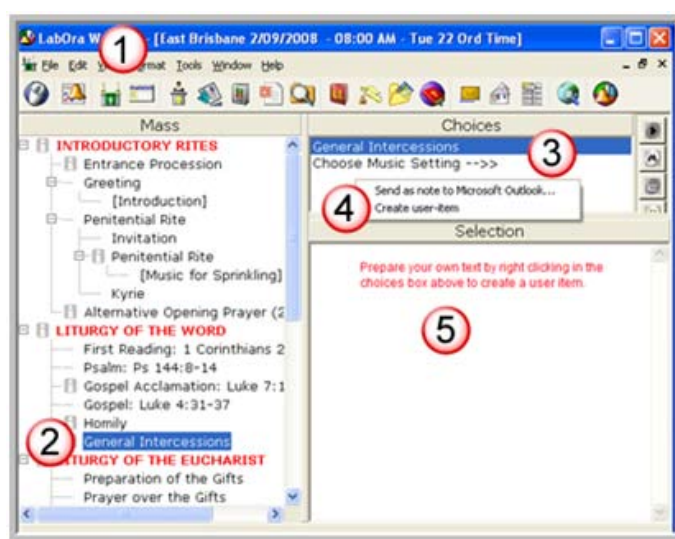 LabOra W - [East Brisbane 2/09/2008 - 08:00 AM - Tue 22 Ord Time]
1
File Edit Tools Window Help
Mass
INTRODUCTORY RITES
Entrance Procession
Greeting
[Introduction]
Penitential Rite
Invitation
Penitential Rite
[Music for Sprinkling]
Kyrie
Alternative Opening Prayer (2
LITURGY OF THE WORD
First Reading: 1 Corinthians 2
Psalm: Ps 144:8-14
Gospel Acclamation: Luke 7:1
Gospel: Luke 4:31-37
Homily
2
General Intercessions
LITURGY OF THE EUCHARIST
Preparation of the Gifts
Prayer over the Gifts
Choices
General Intercessions
3
Choose Music Setting -->>
4
Send as note to Microsoft Outlook...
Create user-item
Selection
Prepare your own text by right clicking in the
choices box above to create a user item.
5